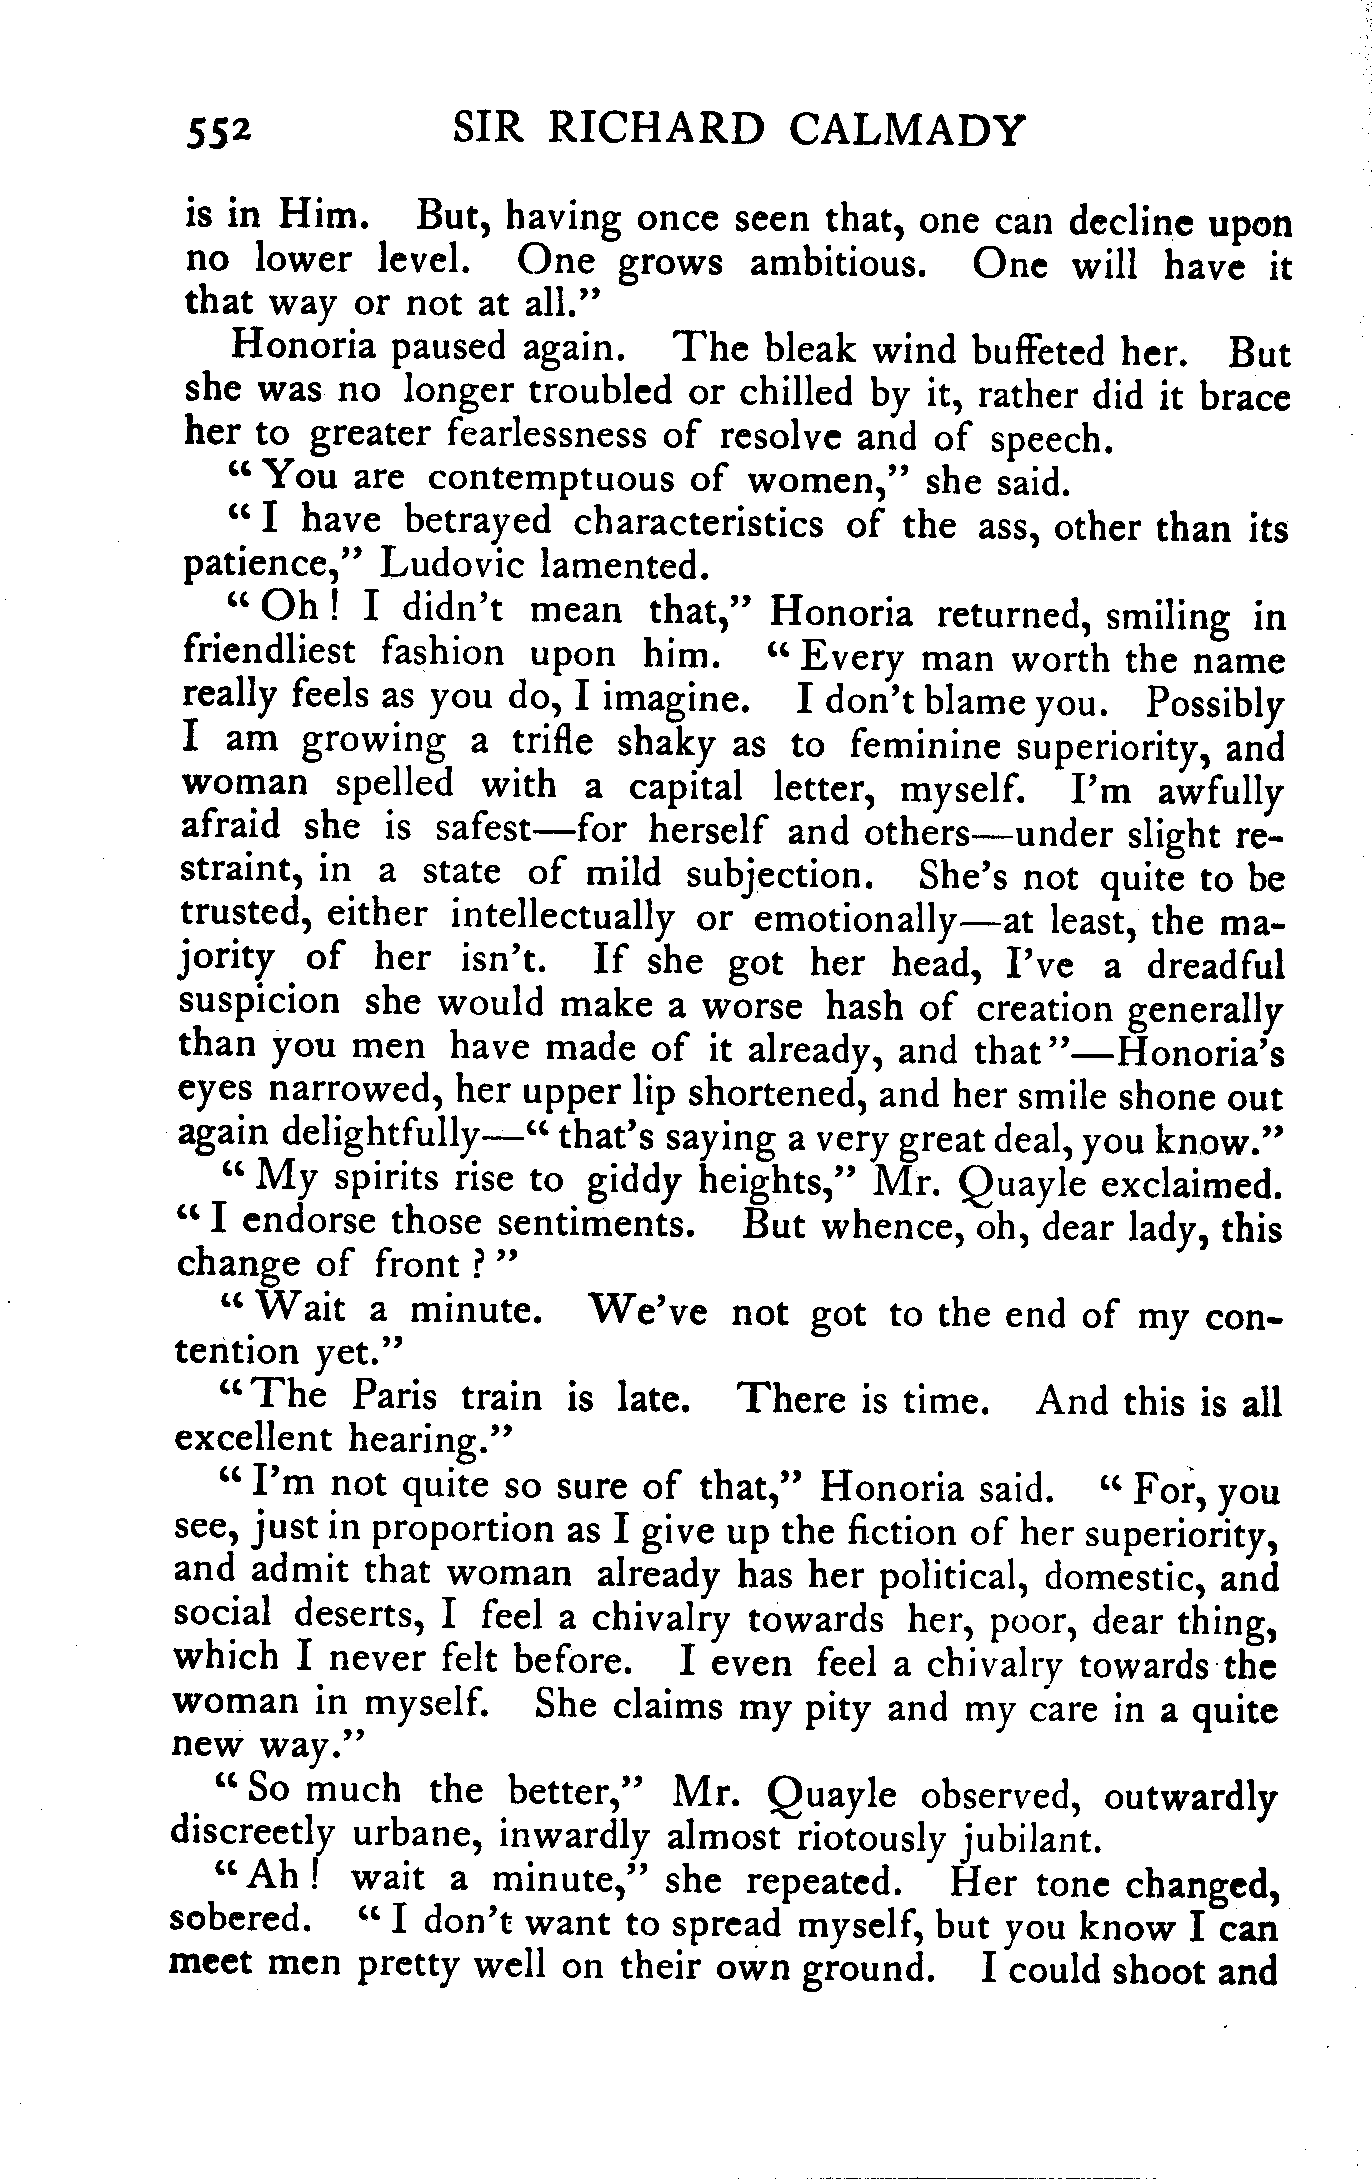 552 SIR RICHARD CALMADY
is in Him. But, having once seen that, one can decline upon
no lower level. One grows ambitious. One will have it
that way or not at all."
Honoria paused again. The bleak wind buffeted her. But
she was no longer troubled or chilled by it, rather did it brace
her to greater fearlessness of resolve and of speech.
"You are contemptuous of women," she said.
"I have betrayed characteristics of the ass, other than its
patience," Ludovic lamented.
"Oh! I didn't mean that," Honoria returned, smiling in
friendliest fashion upon him. "Every man worth the name
really feels as you do, I imagine. I don't blame you. Possibly
I am growing a trifle shaky as to feminine superiority, and
woman spelled with a capital letter, myself. I'm awfully
afraid she is safest—for herself and others—under slight re-
straint, in a state of mild subjection. She's not quite to be
trusted, either intellectually or emotionally—at least, the ma-
jority of her isn't. If she got her head, I've a dreadful
suspicion she would make a worse hash of creation generally
than you men have made of it already, and that"—Honoria's
eyes narrowed, her upper lip shortened, and her smile shone out
again delightfully—"that's saying a very great deal, you know."
"My spirits rise to giddy heights," Mr. Quayle exclaimed.
"I endorse those sentiments. But whence, oh, dear lady, this
change of front?"
"Wait a minute. We've not got to the end of my con-
tention yet."
"The Paris train is late. There is time. And this is all
excellent hearing."
"I'm not quite so sure of that," Honoria said. "For, you
see, just in proportion as I give up the fiction of her superiority,
and admit that woman already has her political, domestic, and
social deserts, I feel a chivalry towards her, poor, dear thing,
which I never felt before. I even feel a chivalry towards the
woman in myself. She claims my pity and my care in a quite
new way."
"So much the better," Mr. Quayle observed, outwardly
discreetly urbane, inwardly almost riotously jubilant.
"Ah! wait a minute," she repeated. Her tone changed,
sobered. "I don't want to spread myself, but you know I can
meet men pretty well on their own ground. I could shoot and